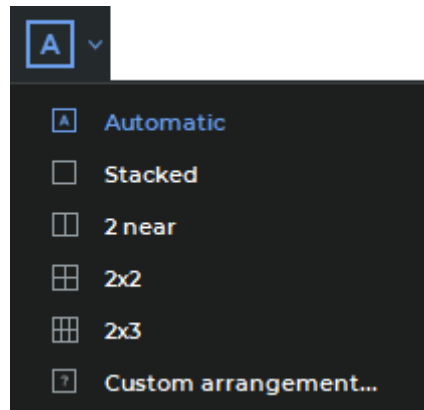 A
A Automatic
Stacked
2 near
2x2
2x3
? Custom arrangement...